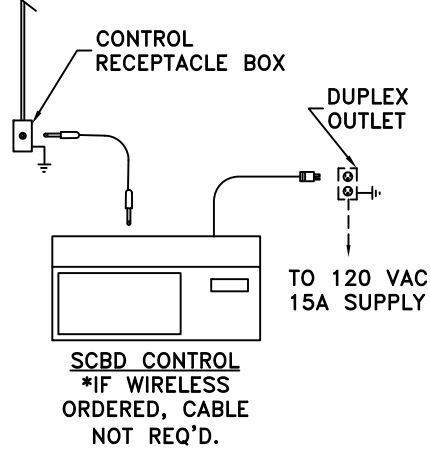 CONTROL
RECEPTACLE BOX
DUPLEX
OUTLET
TO 120 VAC
15A SUPPLY
SCBD CONTROL
*IF WIRELESS
ORDERED, CABLE
NOT REQ'D.